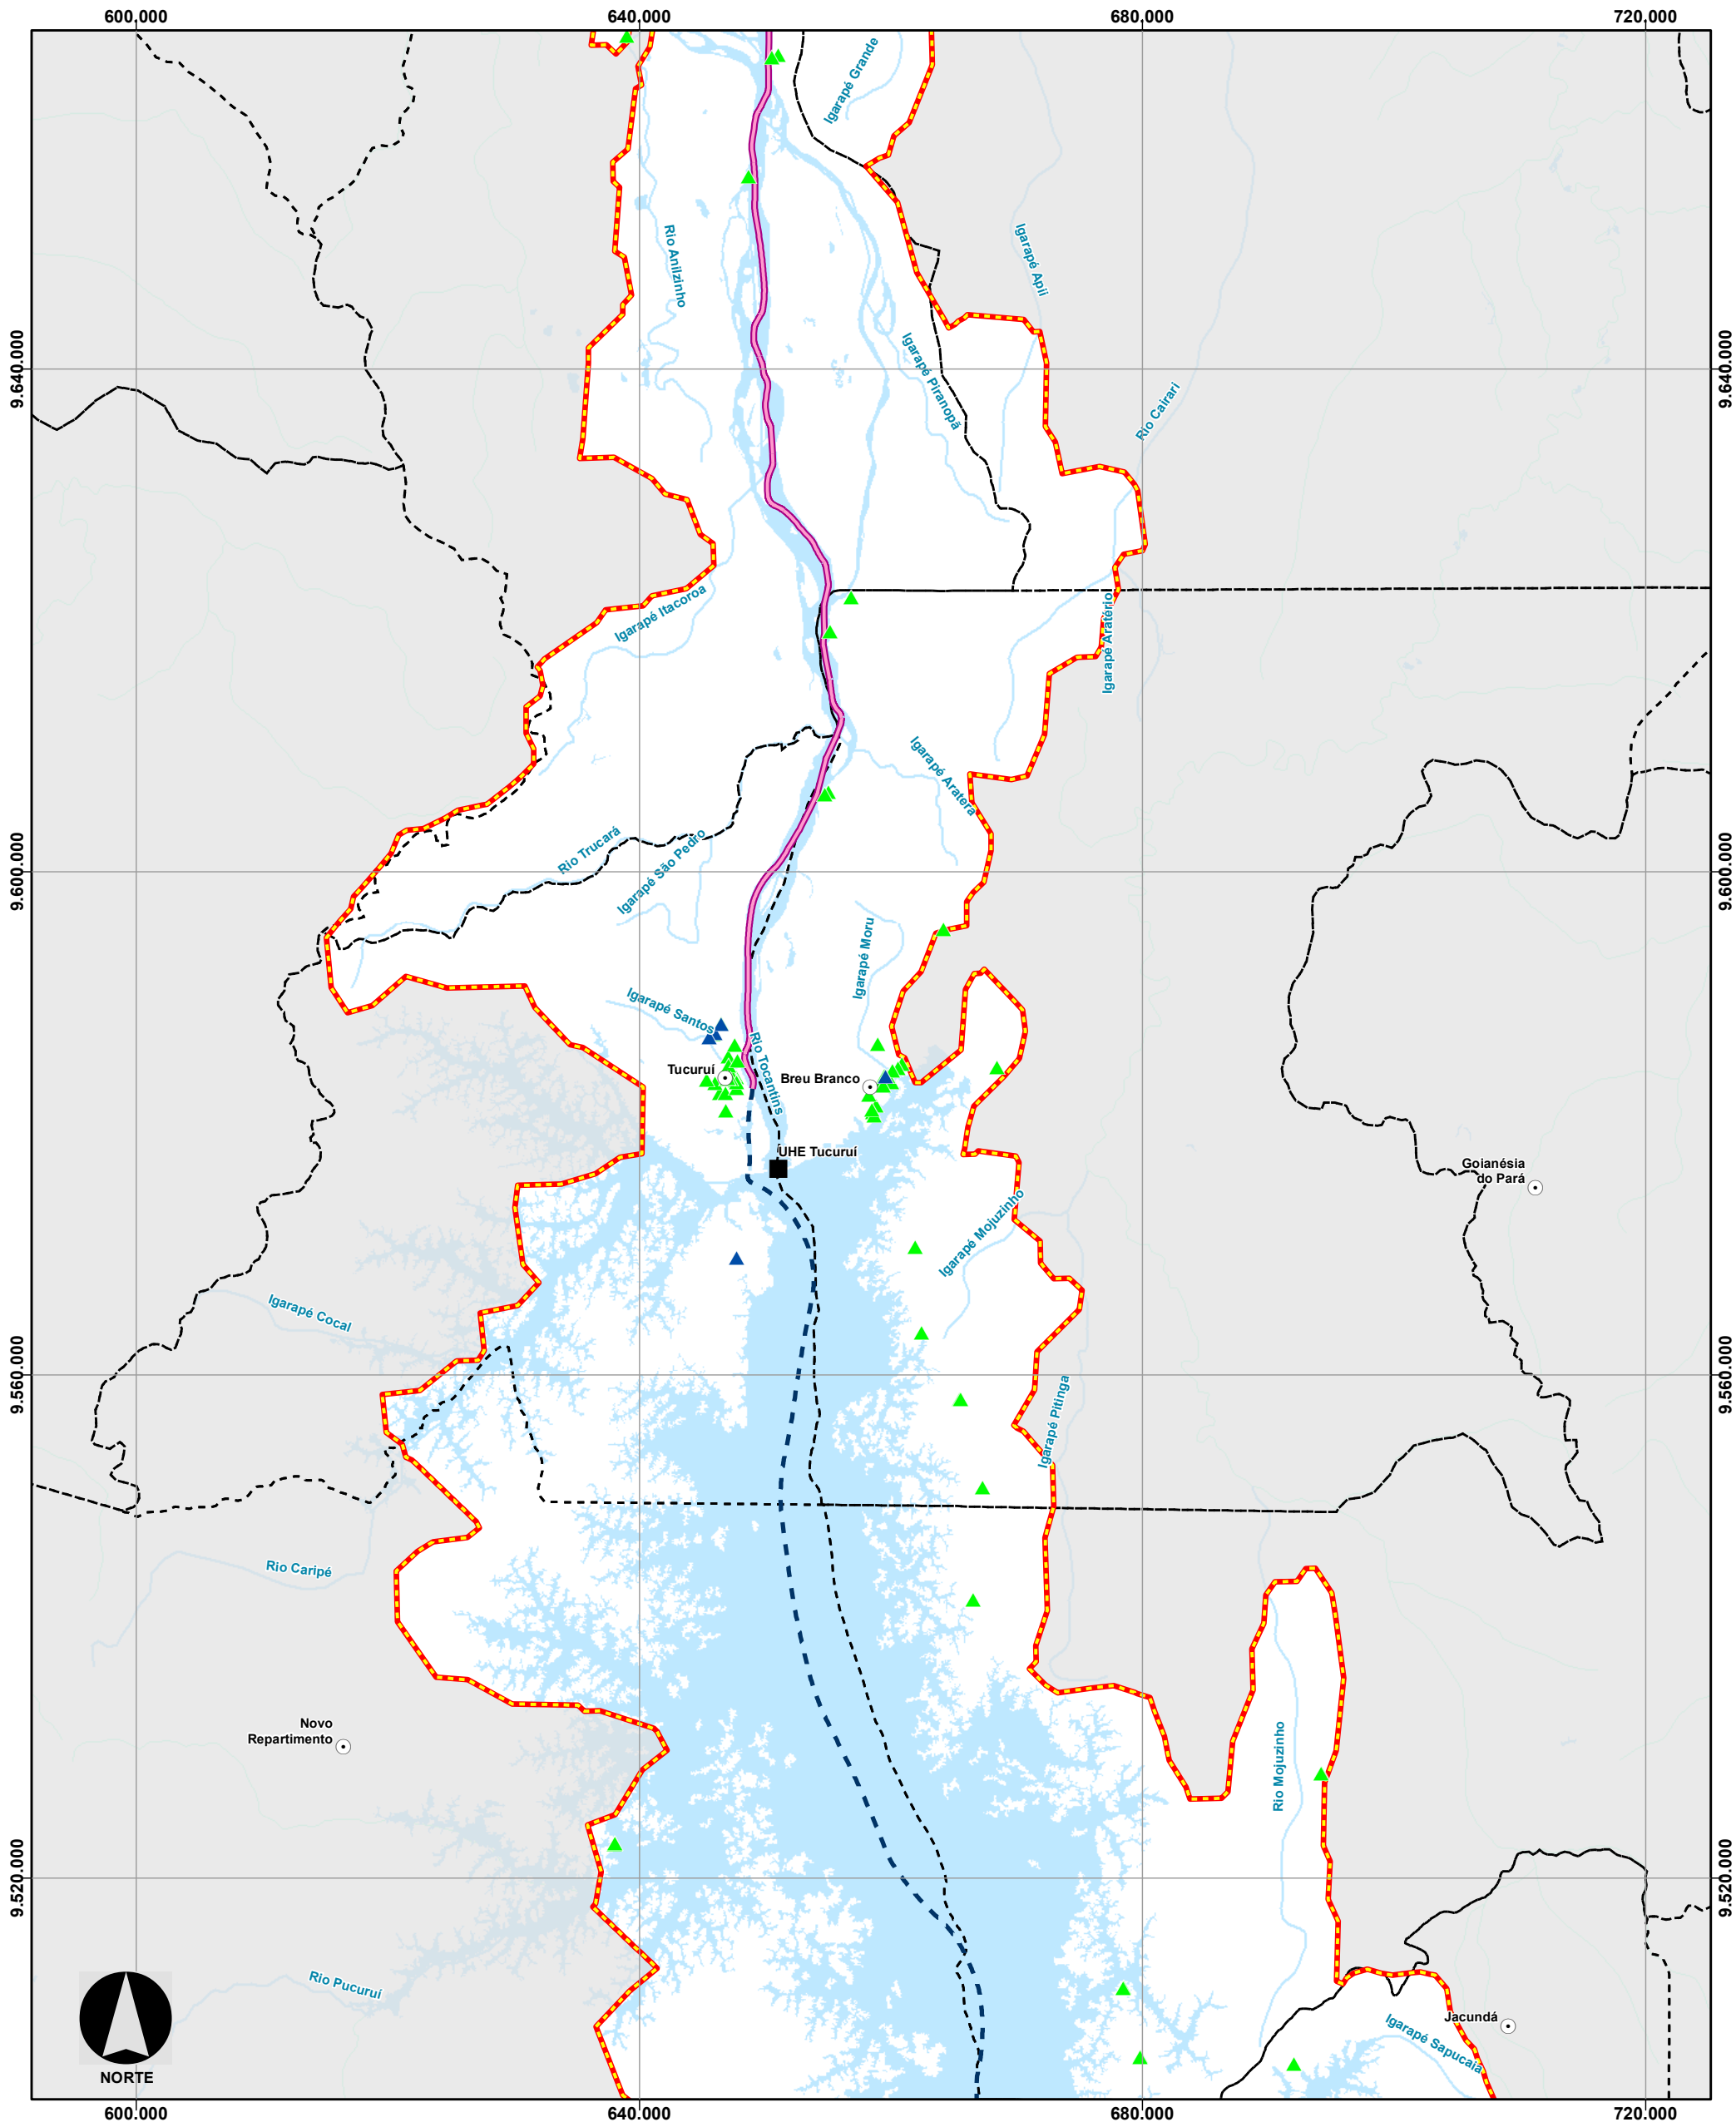 600.000
640.000
680.000
720.000
Igarapé Grande
Rio Anilzinho
Igarapé Apii
9.640.000
9.640.000
Igarapé Piranopã
Rio Cairari
Igarapé Itacoroa
Igarapé Aratério
Igarapé Aratera
Rio Trucará
Igarapé São Pedro
9.600.000
9.600.000
Igarapé Moru
Igarapé Santos
Rio Tocantins
Tucuruí
Breu Branco
UHE Tucuruí
Goianésia
do Pará
Igarapé Mojuzinho
Igarapé Cocal
9.560.000
9.560.000
Igarapé Pitinga
Rio Caripé
Novo
Repartimento
Rio Mojuzinho
9.520.000
9.520.000
Rio Pucuruí
Jacundá
Igarapé Sapucaia
NORTE
600.000
640.000
680.000
720.000